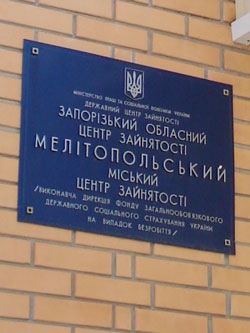 МІНІСТЕРСТВО ПРАЦІ ТА СОЦІАЛЬНОЇ ПОЛІТИКИ УКРАЇНИ
ДЕРЖАВНИЙ ЦЕНТР ЗАЙНЯТОСТІ
ЗАПОРІЗЬКИЙ ОБЛАСНИЙ
ЦЕНТР ЗАЙНЯТОСТІ
МЕЛІТОПОЛЬСЬКИЙ
МІСЬКИЙ
ЦЕНТР ЗАЙНЯТОСТІ
/ВИКОНАВЧА ДИРЕКЦІЯ ФОНДУ ЗАГАЛЬНООБОВ'ЯЗКОВОГО
ДЕРЖАВНОГО СОЦІАЛЬНОГО СТРАХУВАННЯ УКРАЇНИ
НА ВИПАДОК БЕЗРОБІТТЯ/